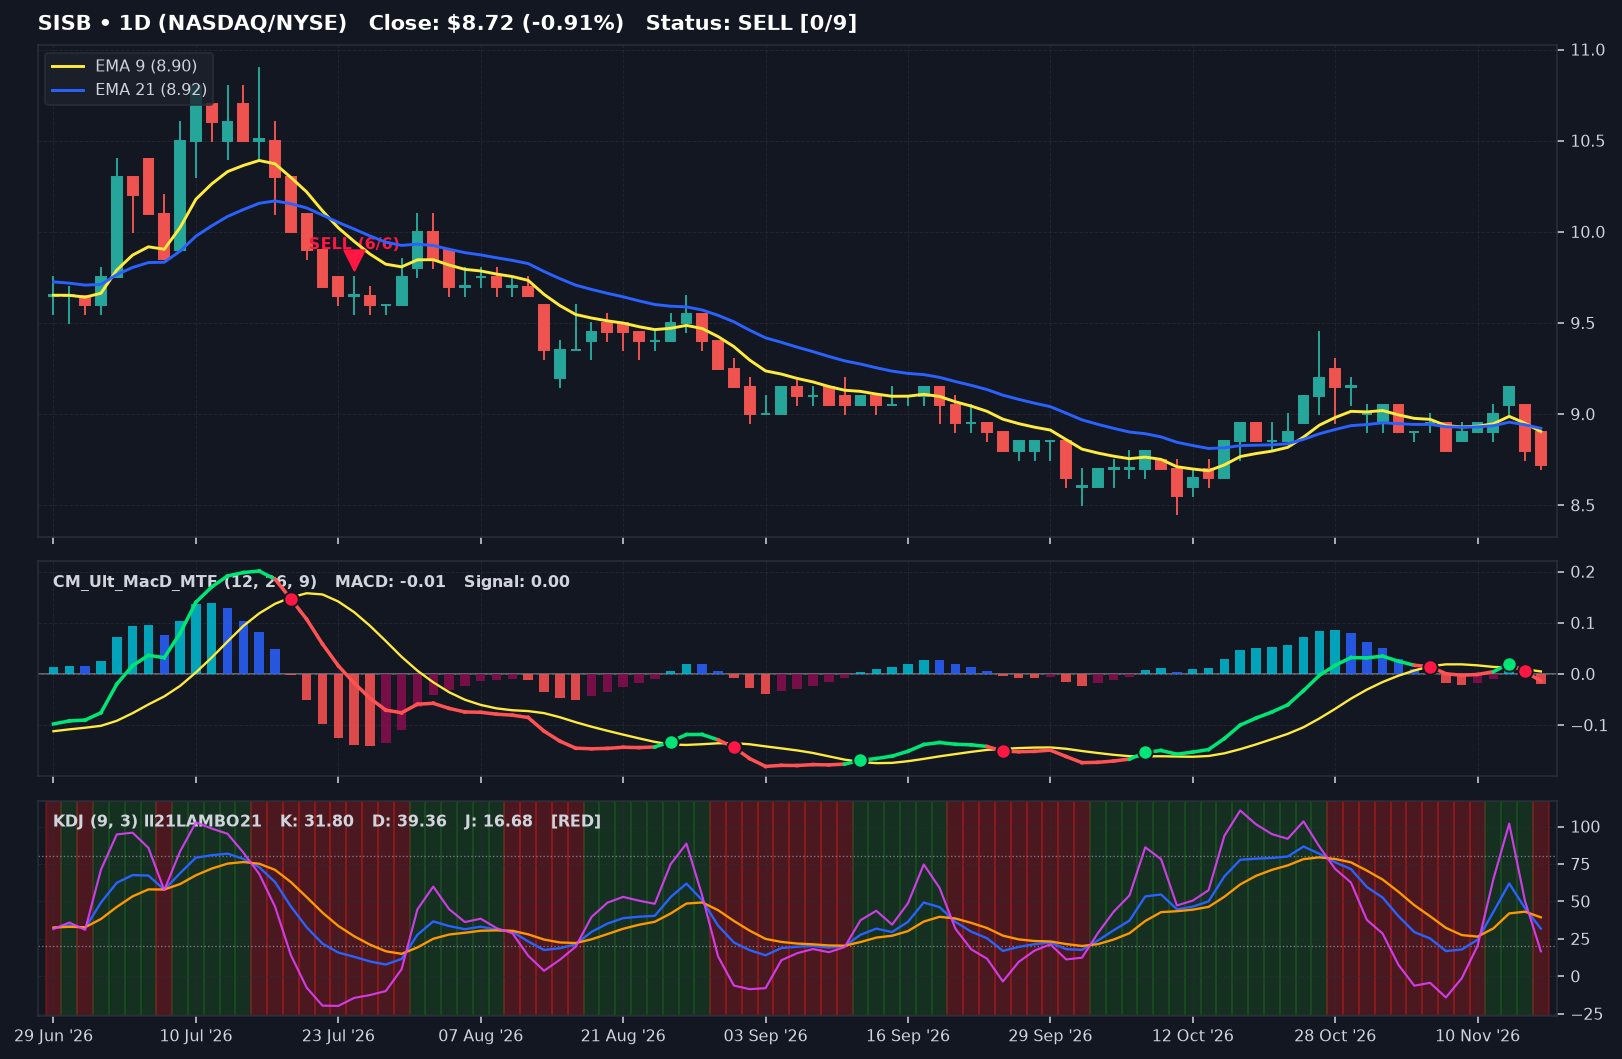 SISB • 1D (NASDAQ/NYSE)   Close: $8.72 (-0.91%)   Status: SELL [0/9]
EMA 9 (8.90)
EMA 21 (8.92)
SELL (6/6)
11.0
10.5
10.0
9.5
9.0
8.5
CM_Ult_MacD_MTF (12, 26, 9)   MACD: -0.01   Signal: 0.00
0.2
0.1
0.0
−0.1
KDJ (9, 3) II21LAMBO21   K: 31.80   D: 39.36   J: 16.68   [RED]
100
75
50
25
0
−25
29 Jun '26   10 Jul '26   23 Jul '26   07 Aug '26   21 Aug '26   03 Sep '26   16 Sep '26   29 Sep '26   12 Oct '26   28 Oct '26   10 Nov '26